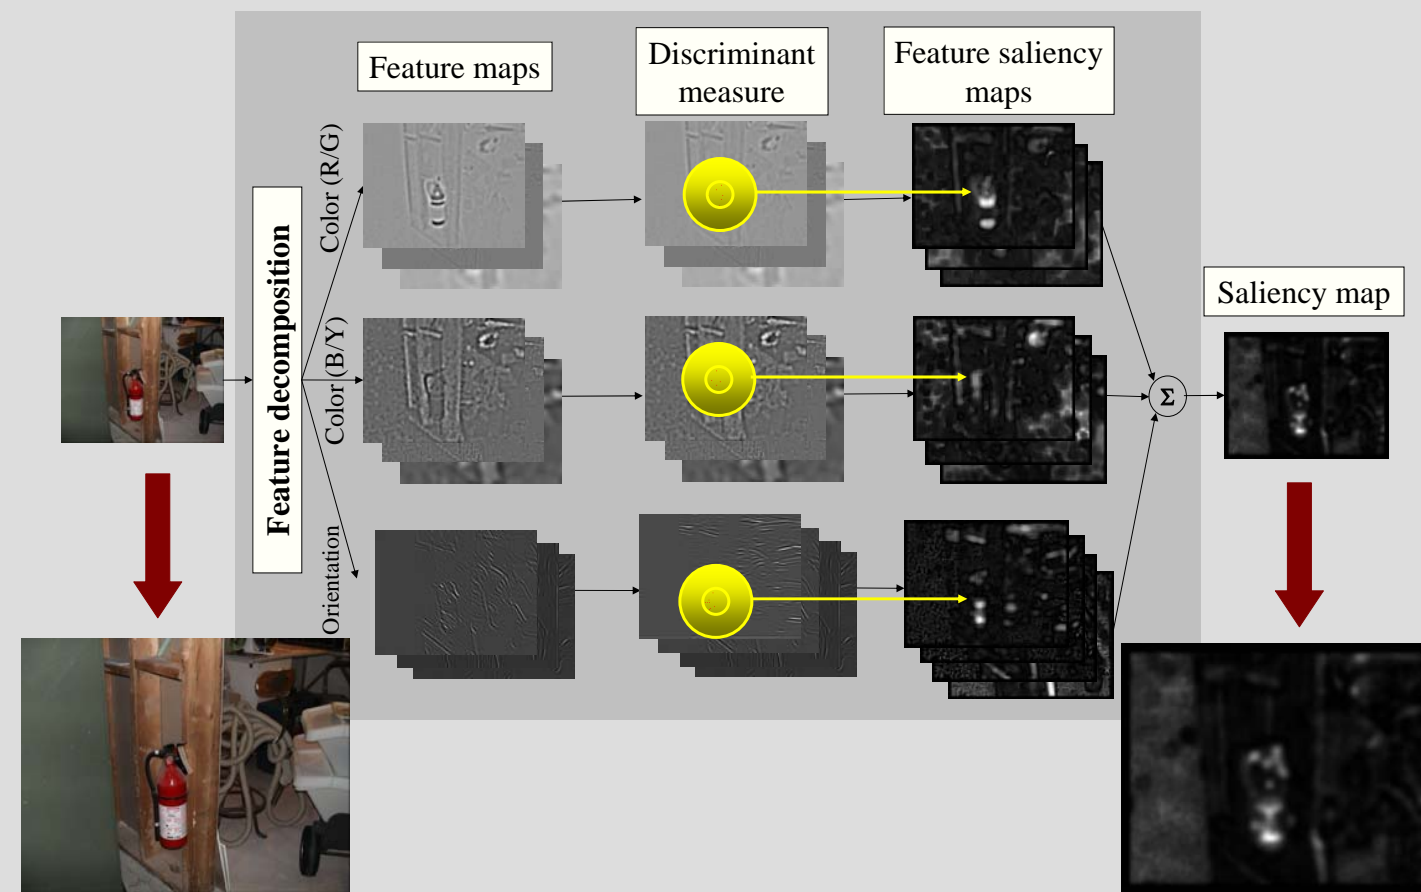 Feature maps
Discriminant
measure
Feature saliency
maps
Color (R/G)
Color (B/Y)
Orientation
Feature decomposition
Σ
Saliency map